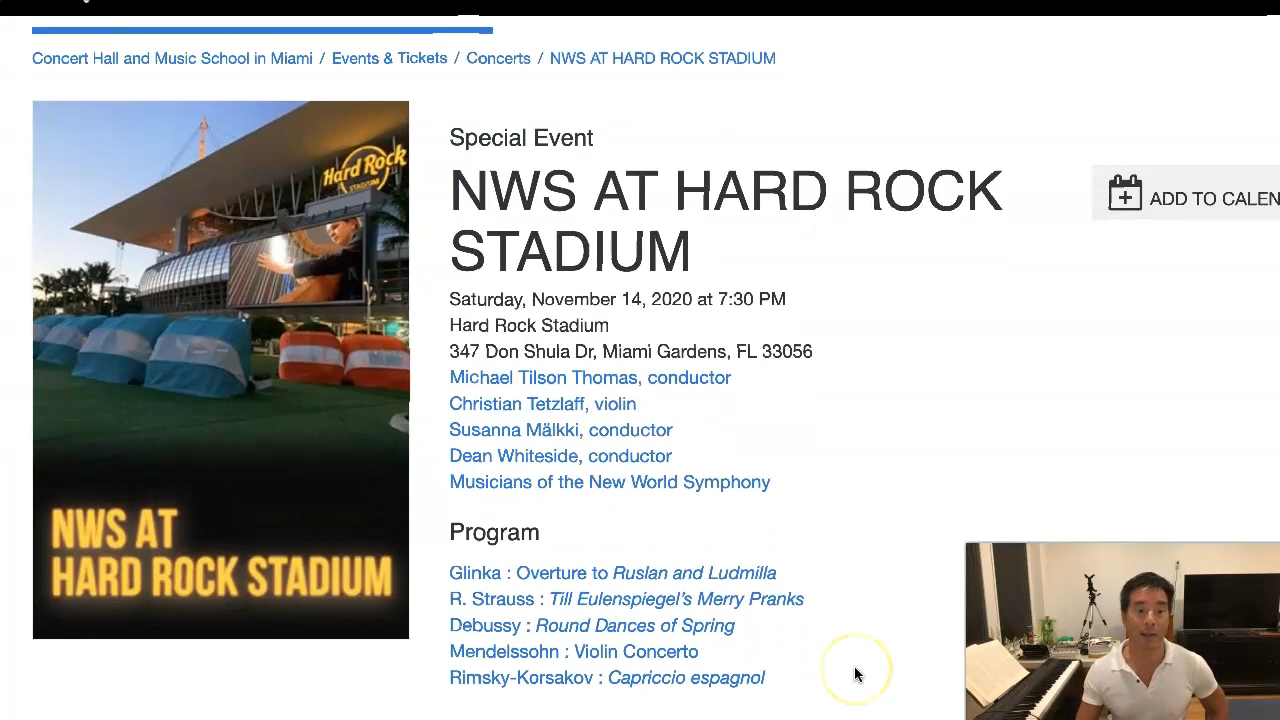 Concert Hall and Music School in Miami / Events & Tickets / Concerts / NWS AT HARD ROCK STADIUM
Hard Rock
STADIUM
NWS AT
HARD ROCK STADIUM
Special Event
NWS AT HARD ROCK
STADIUM
Saturday, November 14, 2020 at 7:30 PM
Hard Rock Stadium
347 Don Shula Dr, Miami Gardens, FL 33056
Michael Tilson Thomas, conductor
Christian Tetzlaff, violin
Susanna Mälkki, conductor
Dean Whiteside, conductor
Musicians of the New World Symphony
Program
Glinka : Overture to Ruslan and Ludmilla
R. Strauss : Till Eulenspiegel's Merry Pranks
Debussy : Round Dances of Spring
Mendelssohn : Violin Concerto
Rimsky-Korsakov : Capriccio espagnol
ADD TO CALEN